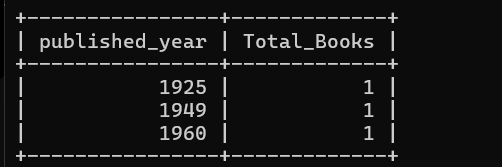 +----------------+-------------+
| published_year | Total_Books |
+----------------+-------------+
|           1925 |           1 |
|           1949 |           1 |
|           1960 |           1 |
+----------------+-------------+